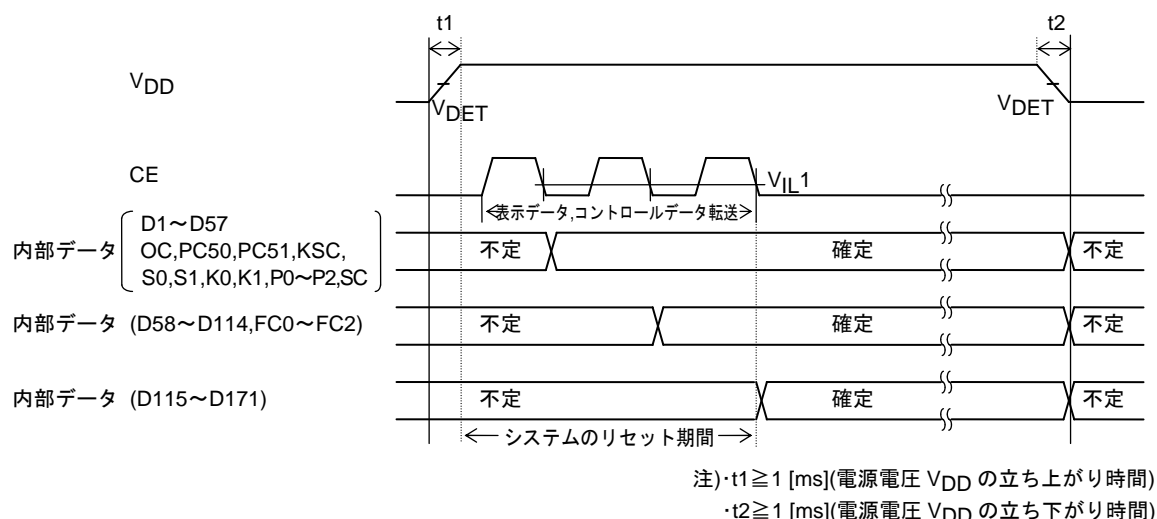 t1
t2
VDD
VDET
VDET
CE
VIL1
表示データ,コントロールデータ転送
内部データ
D1～D57
OC,PC50,PC51,KSC,
S0,S1,K0,K1,P0～P2,SC
不定
確定
不定
内部データ (D58～D114,FC0～FC2)
不定
確定
不定
内部データ (D115～D171)
不定
確定
不定
システムのリセット期間
注)・t1≧1 [ms](電源電圧 VDD の立ち上がり時間)
・t2≧1 [ms](電源電圧 VDD の立ち下がり時間)